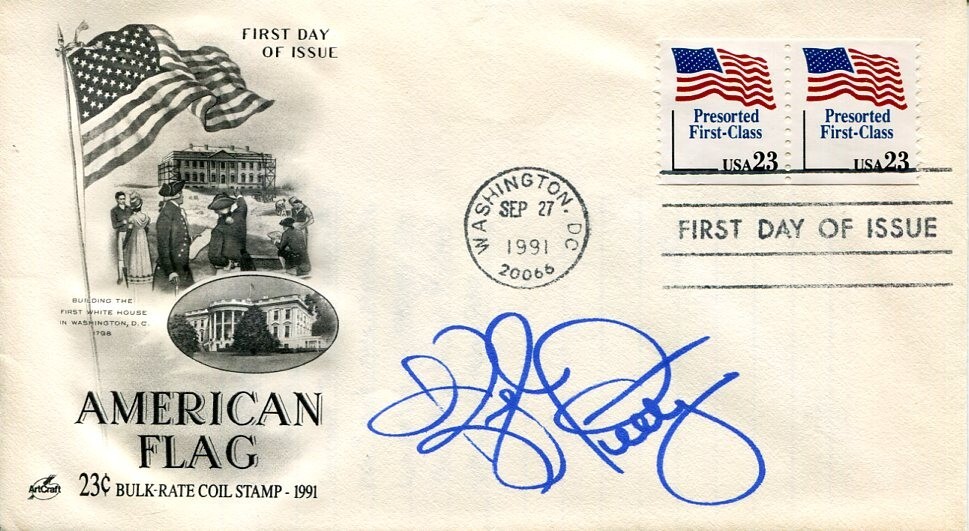 FIRST DAY
OF ISSUE
Presorted
First-Class
USA23
Presorted
First-Class
USA23
WASHINGTON, DC
SEP 27
1991
20066
FIRST DAY OF ISSUE
BUILDING THE
FIRST WHITE HOUSE
IN WASHINGTON, D.C.
1798
AMERICAN
FLAG
ArtCraft
23¢ BULK-RATE COIL STAMP - 1991